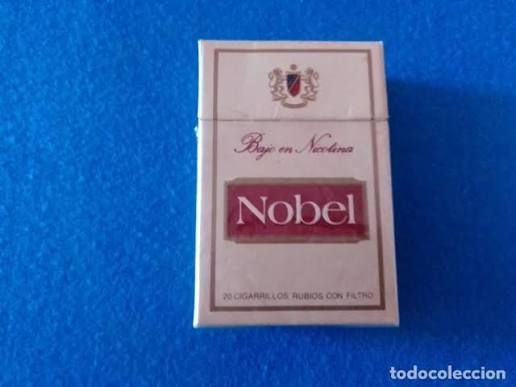 Bajo en Nicotina
Nobel
20 CIGARRILLOS RUBIOS CON FILTRO
todocoleccion